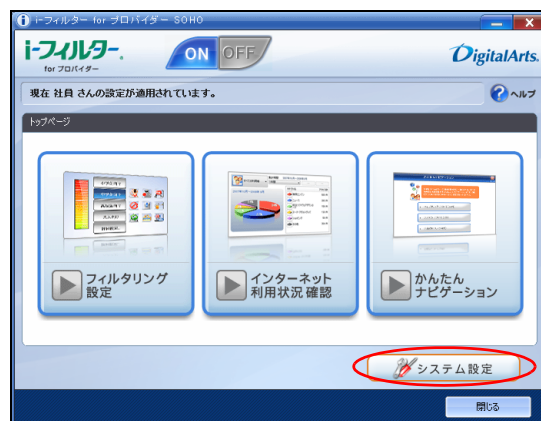 i-フィルター for プロバイダー SOHO
i-フィルター®
for プロバイダー
ON OFF
DigitalArts.
現在 社員 さんの設定が適用されています。
ヘルプ
トップページ
フィルタリング
設定
インターネット
利用状況 確認
かんたん
ナビゲーション
システム設定
閉じる